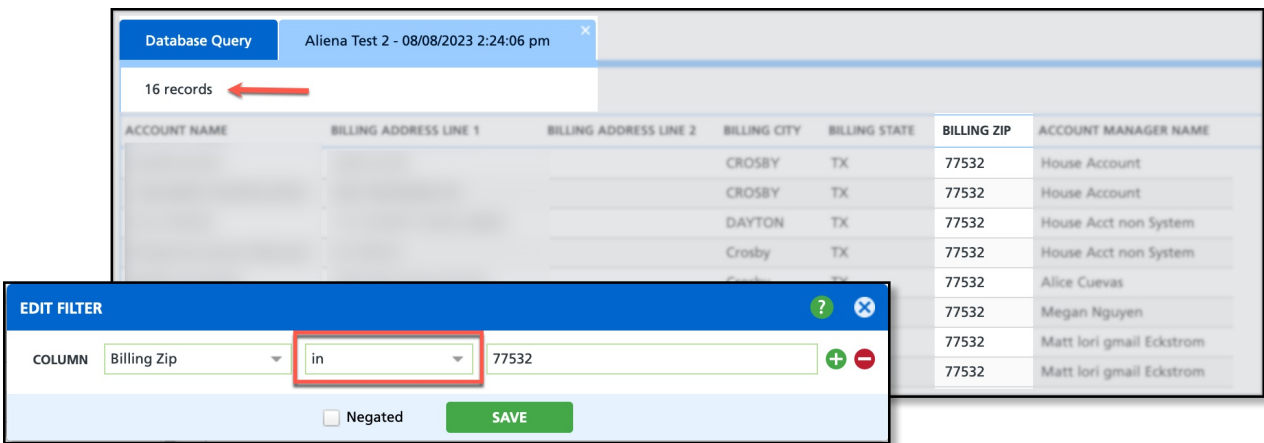 Database Query Aliena Test 2 - 08/08/2023 2:24:06 pm ×
16 records
ACCOUNT NAME BILLING ADDRESS LINE 1 BILLING ADDRESS LINE 2 BILLING CITY BILLING STATE BILLING ZIP ACCOUNT MANAGER NAME
CROSBY TX 77532 House Account
CROSBY TX 77532 House Account
DAYTON TX 77532 House Acct non System
Crosby TX 77532 House Acct non System
77532 Alice Cuevas
77532 Megan Nguyen
77532 Matt lori gmail Eckstrom
77532 Matt lori gmail Eckstrom
EDIT FILTER ?
COLUMN Billing Zip in 77532
Negated SAVE